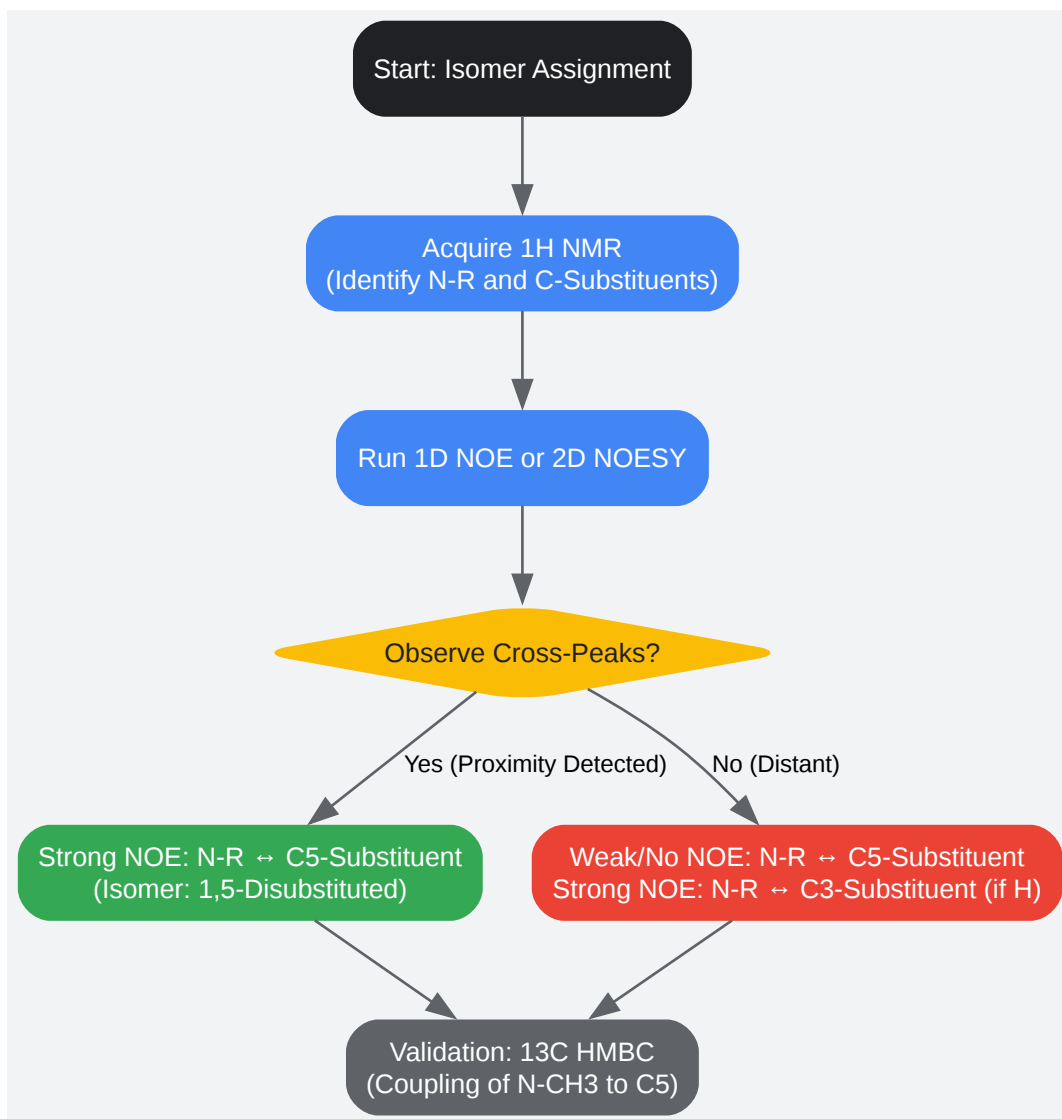 Start: Isomer Assignment
Acquire 1H NMR
(Identify N-R and C-Substituents)
Run 1D NOE or 2D NOESY
Observe Cross-Peaks?
Yes (Proximity Detected)
No (Distant)
Strong NOE: N-R ↔ C5-Substituent
(Isomer: 1,5-Disubstituted)
Weak/No NOE: N-R ↔ C5-Substituent
Strong NOE: N-R ↔ C3-Substituent (if H)
Validation: 13C HMBC
(Coupling of N-CH3 to C5)